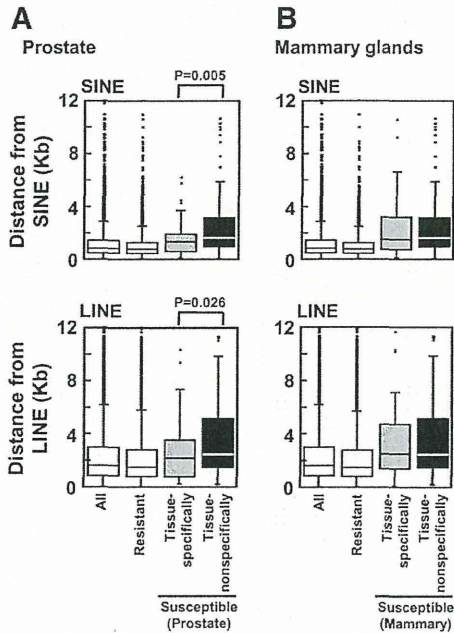 A
B
Prostate
Mammary glands
P=0.005
SINE
SINE
12
8
4
0
Distance from
SINE (Kb)
12
8
4
0
P=0.026
LINE
LINE
12
8
4
0
Distance from
LINE (Kb)
12
8
4
0
All
Resistant
Tissue-
specifically
Tissue-
nonspecifically
All
Resistant
Tissue-
specifically
Tissue-
nonspecifically
Susceptible
(Prostate)
Susceptible
(Mammary)